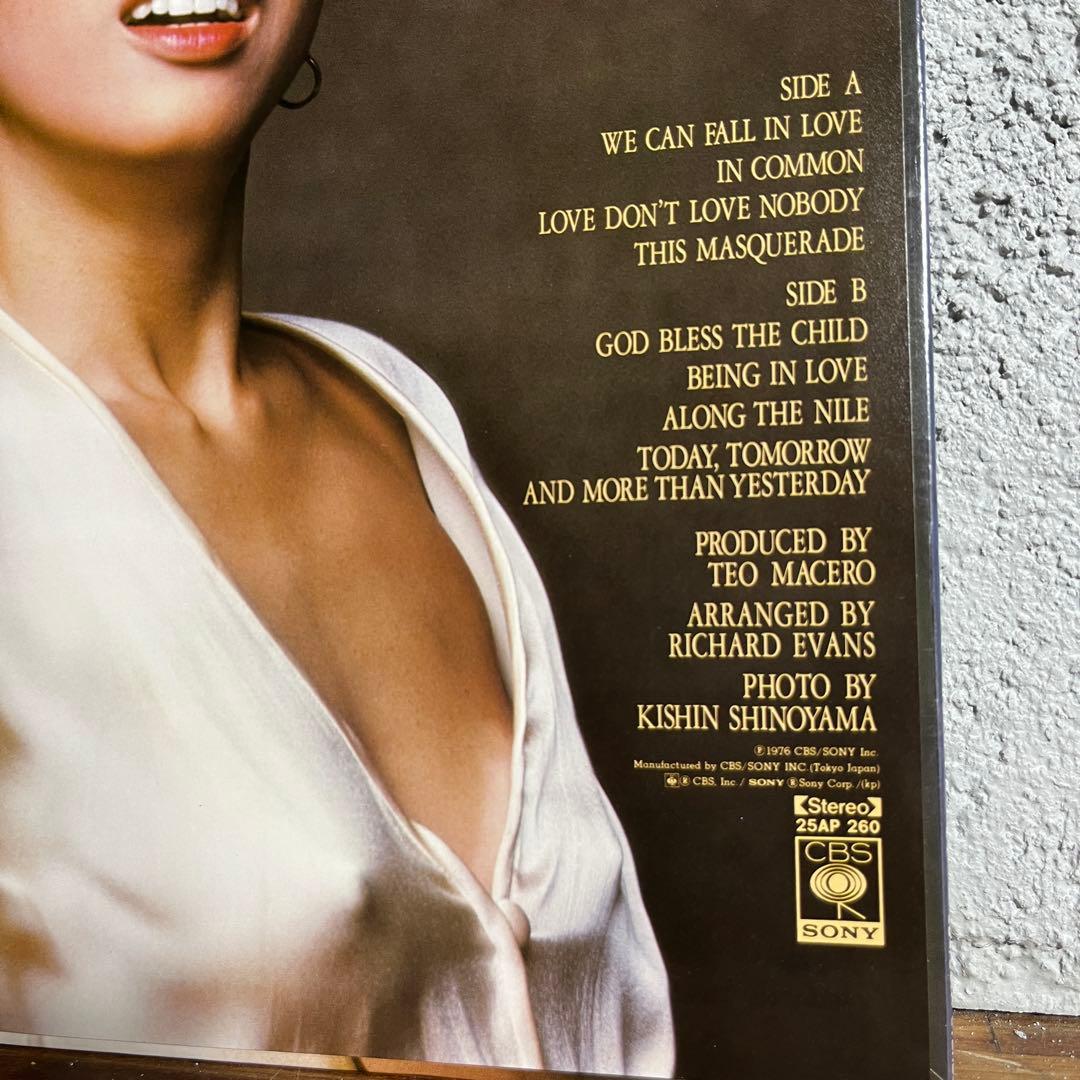 SIDE A
WE CAN FALL IN LOVE
IN COMMON
LOVE DON'T LOVE NOBODY
THIS MASQUERADE
SIDE B
GOD BLESS THE CHILD
BEING IN LOVE
ALONG THE NILE
TODAY, TOMORROW
AND MORE THAN YESTERDAY
PRODUCED BY
TEO MACERO
ARRANGED BY
RICHARD EVANS
PHOTO BY
KISHIN SHINOYAMA
Ⓟ1976 CBS/SONY Inc.
Manufactured by CBS/SONY INC.(Tokyo Japan)
® CBS. Inc./ SONY ®Sony Corp./(kp)
Stereo
25AP 260
CBS
SONY